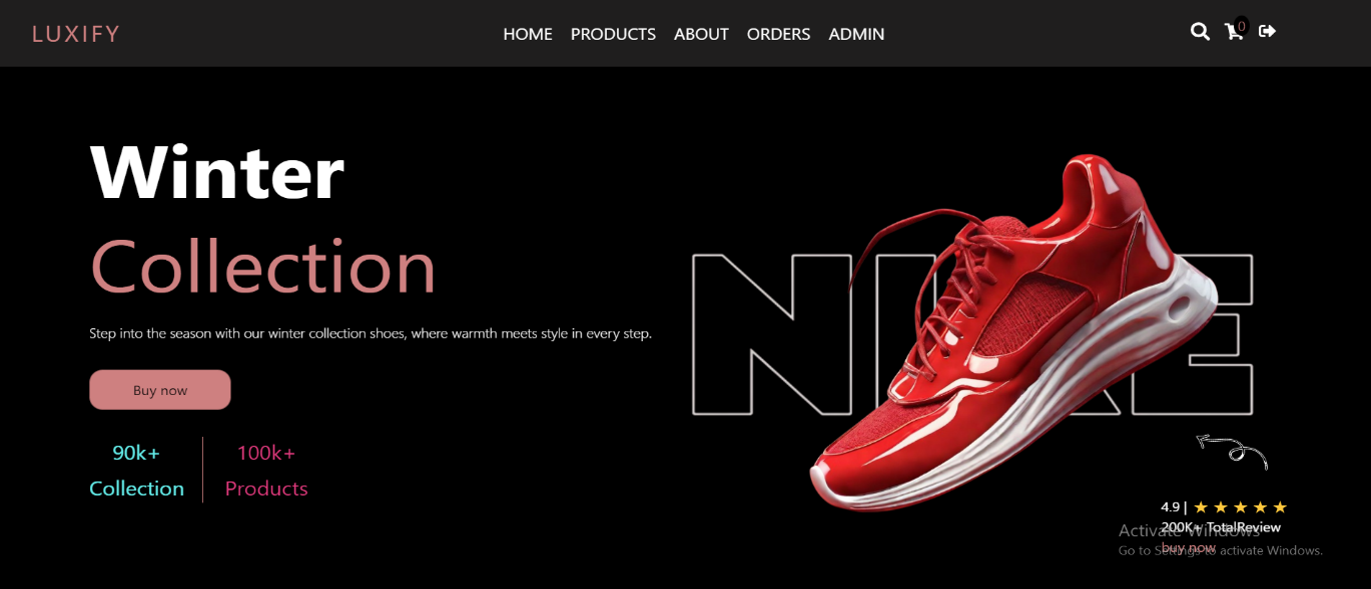 LUXIFY
HOME PRODUCTS ABOUT ORDERS ADMIN
0
Winter
Collection
Step into the season with our winter collection shoes, where warmth meets style in every step.
Buy now
90k+
Collection
100k+
Products
NIKE
4.9 | ★ ★ ★ ★ ★
200K+ TotalReview
buy now
Activate Windows
Go to Settings to activate Windows.